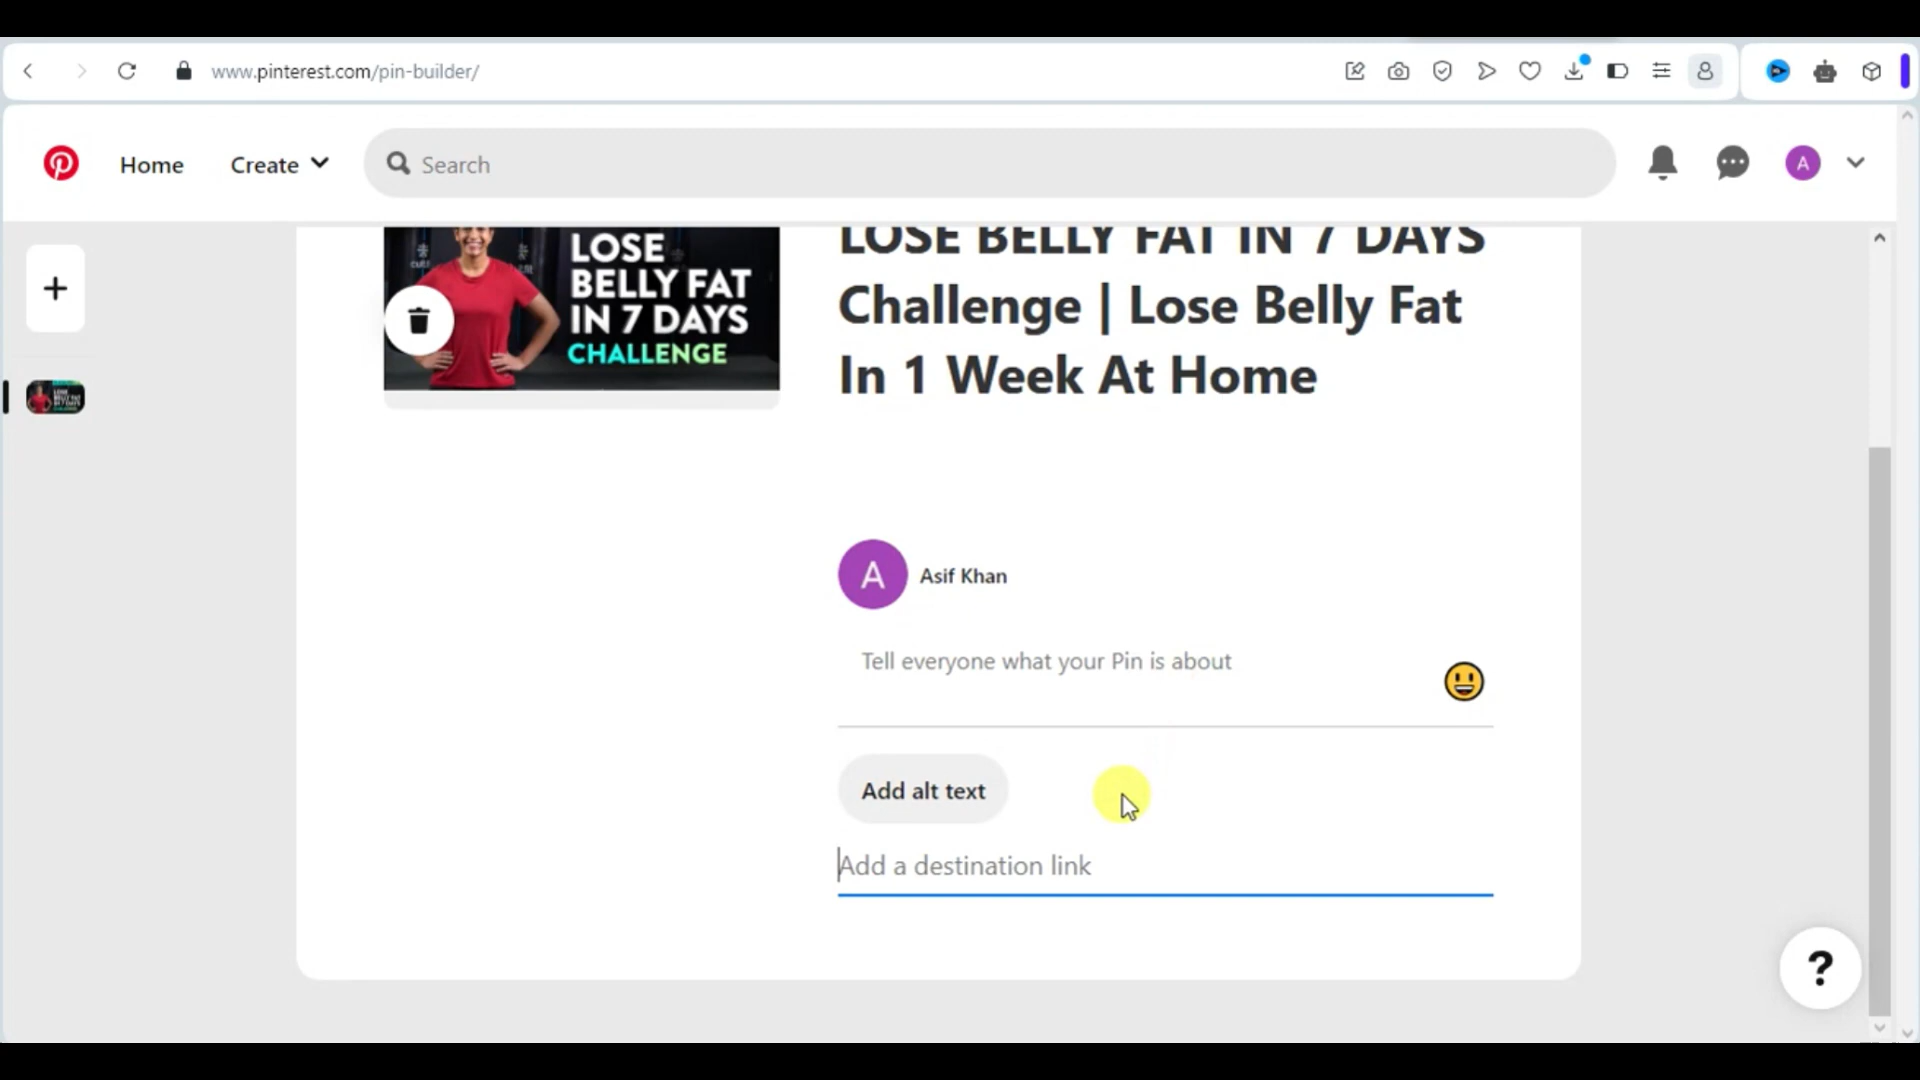 www.pinterest.com/pin-builder/
Home
Create
Search
A
LOSE
BELLY FAT
IN 7 DAYS
CHALLENGE
LOSE BELLY FAT IN 7 DAYS
Challenge | Lose Belly Fat
In 1 Week At Home
A
Asif Khan
Tell everyone what your Pin is about
Add alt text
Add a destination link
?